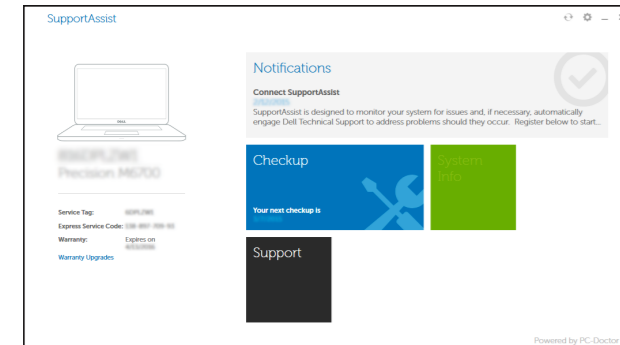 SupportAssist
Notifications
Connect SupportAssist
SupportAssist is designed to monitor your system for issues and, if necessary, automatically
engage Dell Technical Support to address problems should they occur. Register below to start...
DELL
Precision M6700
Checkup
System
Info
Your next checkup is
Service Tag:
Express Service Code:
Warranty: Expires on
Warranty Upgrades
Support
Powered by PC-Doctor